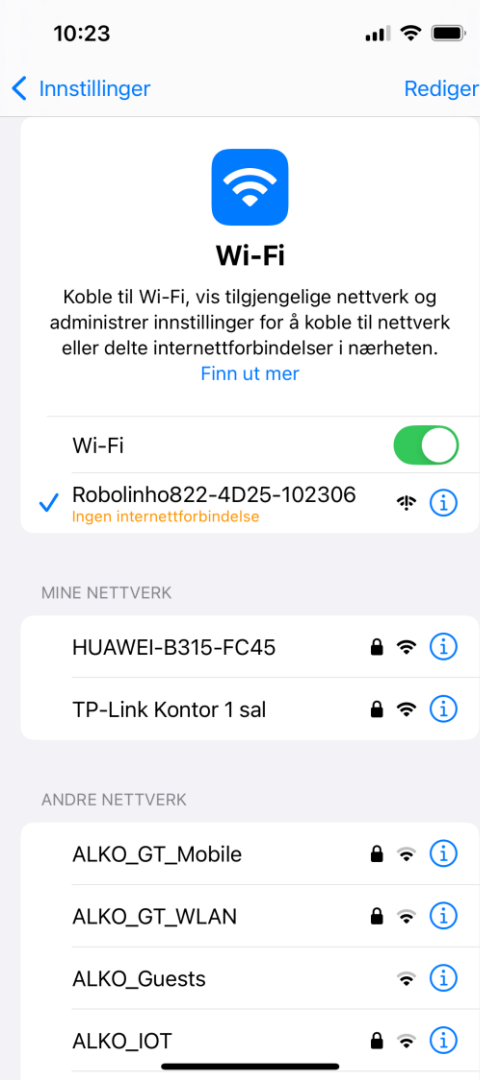 10:23
Innstillinger
Rediger
Wi-Fi
Koble til Wi-Fi, vis tilgjengelige nettverk og
administrer innstillinger for å koble til nettverk
eller delte internettforbindelser i nærheten.
Finn ut mer
Wi-Fi
Robolinho822-4D25-102306
Ingen internettforbindelse
MINE NETTVERK
HUAWEI-B315-FC45
TP-Link Kontor 1 sal
ANDRE NETTVERK
ALKO_GT_Mobile
ALKO_GT_WLAN
ALKO_Guests
ALKO_IOT